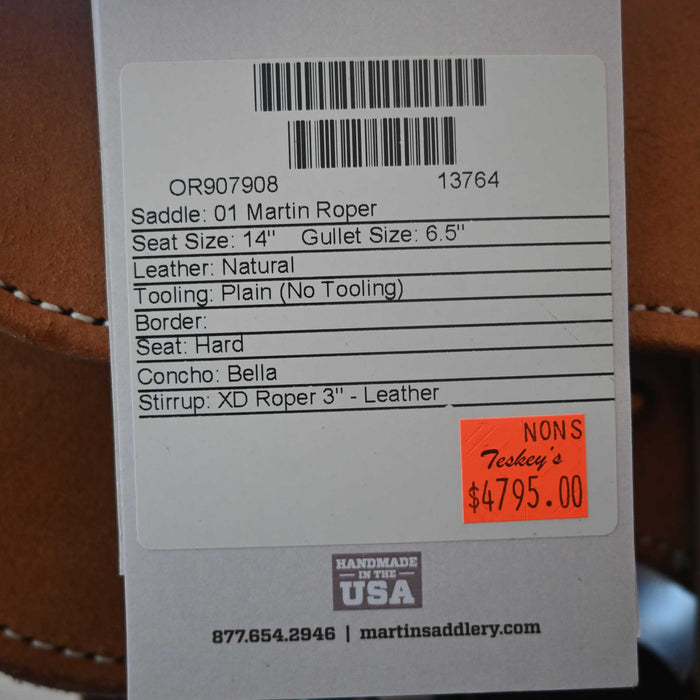 OR907908 13764
Saddle: 01 Martin Roper
Seat Size: 14" Gullet Size: 6.5"
Leather: Natural
Tooling: Plain (No Tooling)
Border:
Seat: Hard
Concho: Bella
Stirrup: XD Roper 3" - Leather
NONS
Teskey's
$4795.00
HANDMADE
IN THE
USA
877.654.2946 | martinsaddlery.com